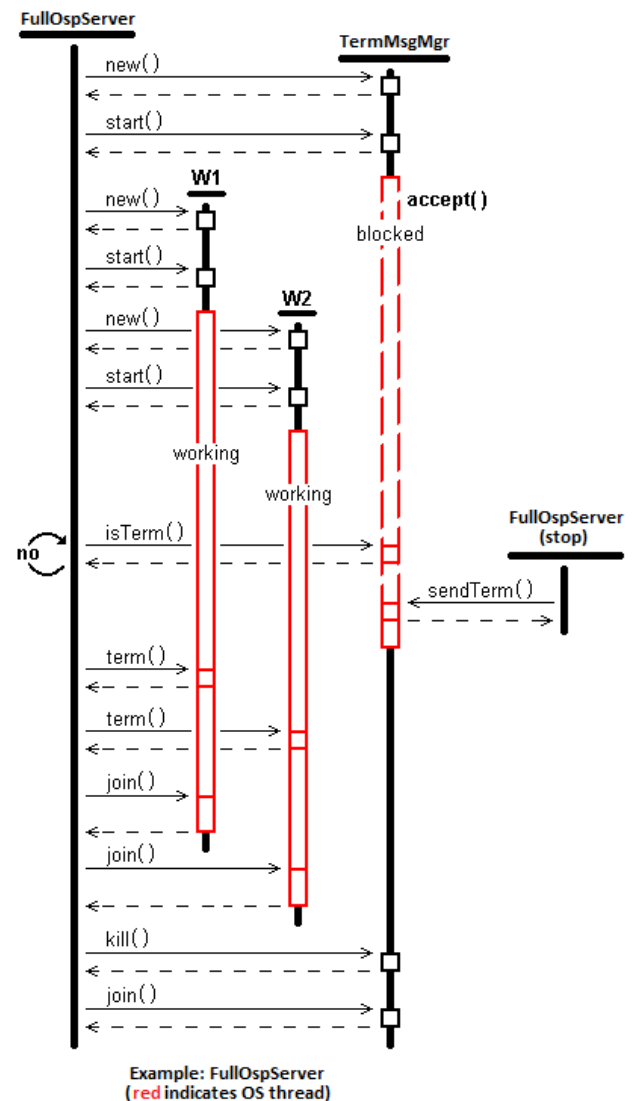 FullOspServer
TermMsgMgr
new()
start()
W1
accept()
new()
blocked
start()
W2
new()
start()
working
working
FullOspServer
(stop)
isTerm()
no
sendTerm()
term()
term()
join()
join()
kill()
join()
Example: FullOspServer
(red indicates OS thread)